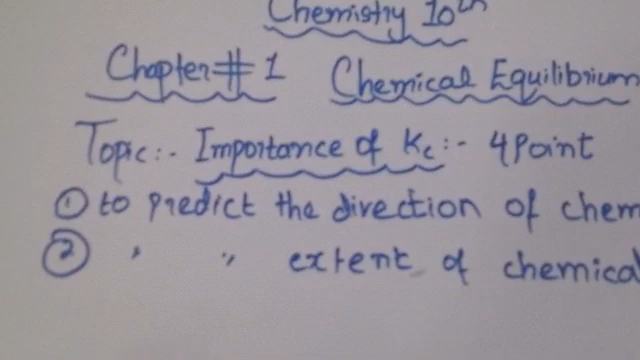 Chemistry 10th
Chapter # 1 Chemical Equilibrium
Topic:- Importance of Kc:- 4 Point
① to predict the direction of chem
② " " extent of chemical